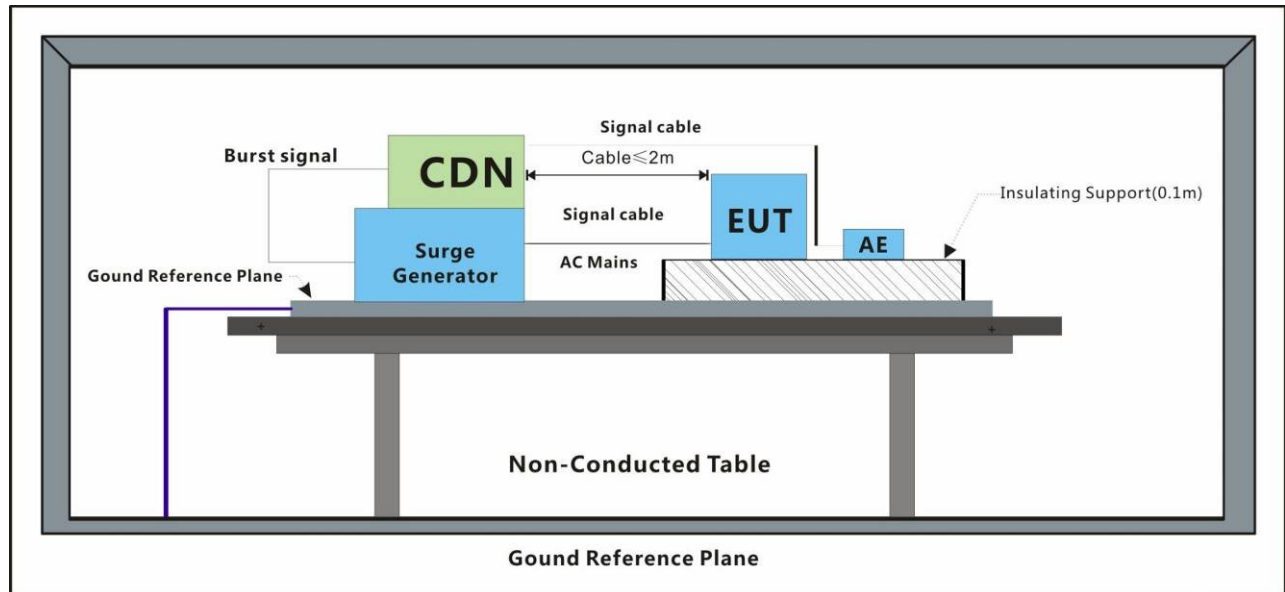 Signal cable
Burst signal
CDN
Cable≤2m
Insulating Support(0.1m)
Signal cable
EUT
AE
Surge
Generator
AC Mains
Gound Reference Plane
Non-Conducted Table
Gound Reference Plane